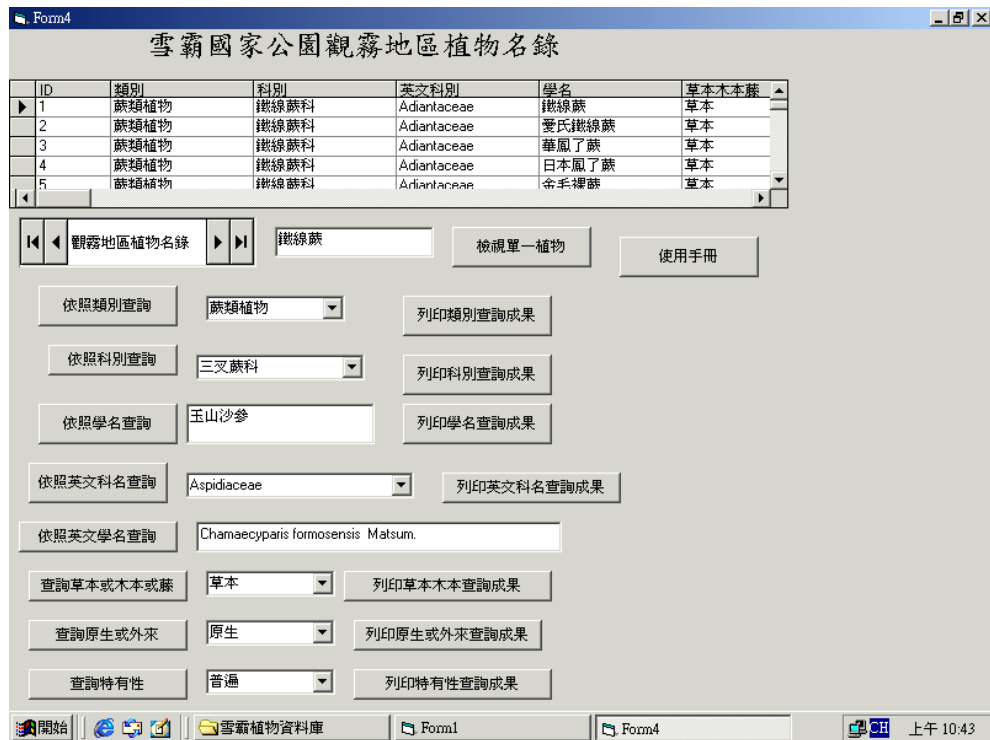 Form4
雪霸國家公園觀霧地區植物名錄
ID 類別 科別 英文科別 學名 草本木本藤
1 蕨類植物 鐵線蕨科 Adiantaceae 鐵線蕨 草本
2 蕨類植物 鐵線蕨科 Adiantaceae 愛氏鐵線蕨 草本
3 蕨類植物 鐵線蕨科 Adiantaceae 華鳳了蕨 草本
4 蕨類植物 鐵線蕨科 Adiantaceae 日本鳳了蕨 草本
5 蕨類植物 鐵線蕨科 Adiantaceae 金毛裸蕨 草本
觀霧地區植物名錄 鐵線蕨 檢視單一植物 使用手冊
依照類別查詢 蕨類植物 列印類別查詢成果
依照科別查詢 三叉蕨科 列印科別查詢成果
依照學名查詢 玉山沙參 列印學名查詢成果
依照英文科名查詢 Aspidiaceae 列印英文科名查詢成果
依照英文學名查詢 Chamaecyparis formosensis Matsum.
查詢草本或木本或藤 草本 列印草本木本查詢成果
查詢原生或外來 原生 列印原生或外來查詢成果
查詢特有性 普遍 列印特有性查詢成果
開始 雪霸植物資料庫 Form1 Form4 CH 上午 10:43